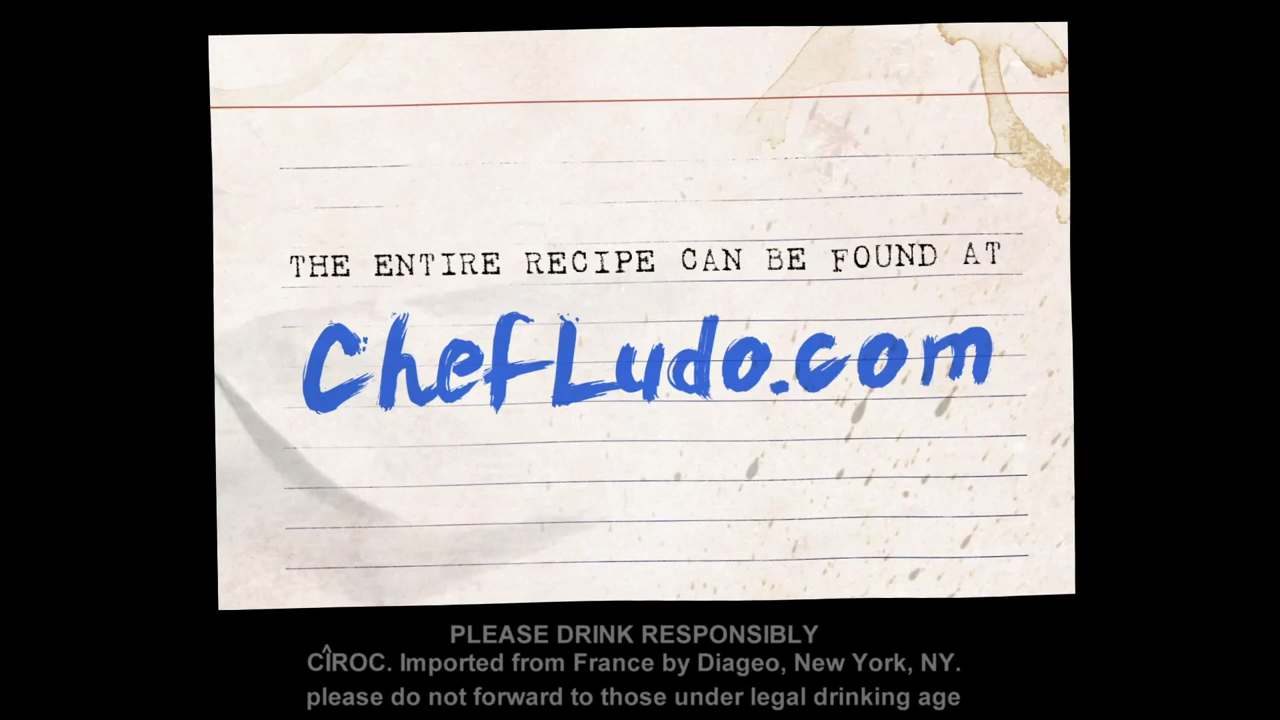 THE ENTIRE RECIPE CAN BE FOUND AT
ChefLudo.com
PLEASE DRINK RESPONSIBLY
CÎROC. Imported from France by Diageo, New York, NY.
please do not forward to those under legal drinking age